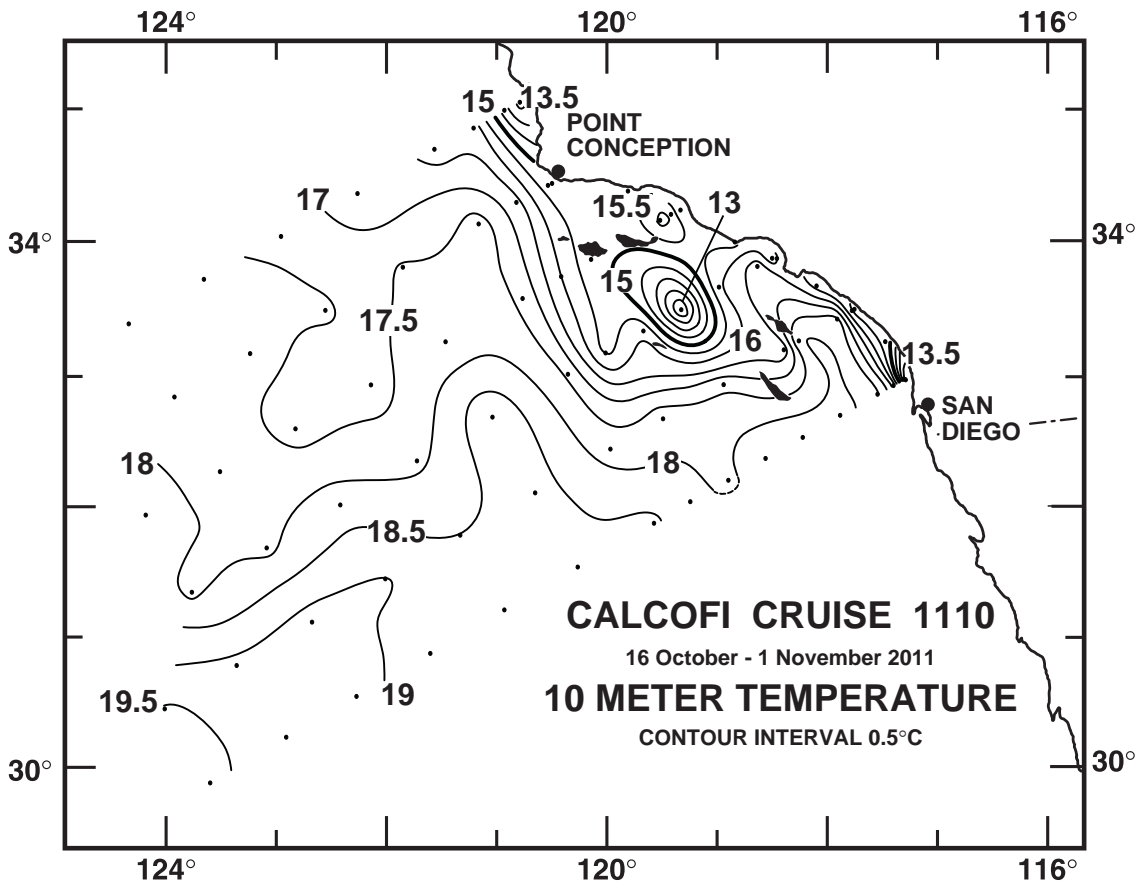 124° 120° 116°
15 13.5
POINT
CONCEPTION
17 15.5 13
34° 34°
15
17.5 16
13.5
SAN
DIEGO
18 18
18.5
CALCOFI CRUISE 1110
16 October - 1 November 2011
19.5 19 10 METER TEMPERATURE
CONTOUR INTERVAL 0.5°C
30° 30°
124° 120° 116°